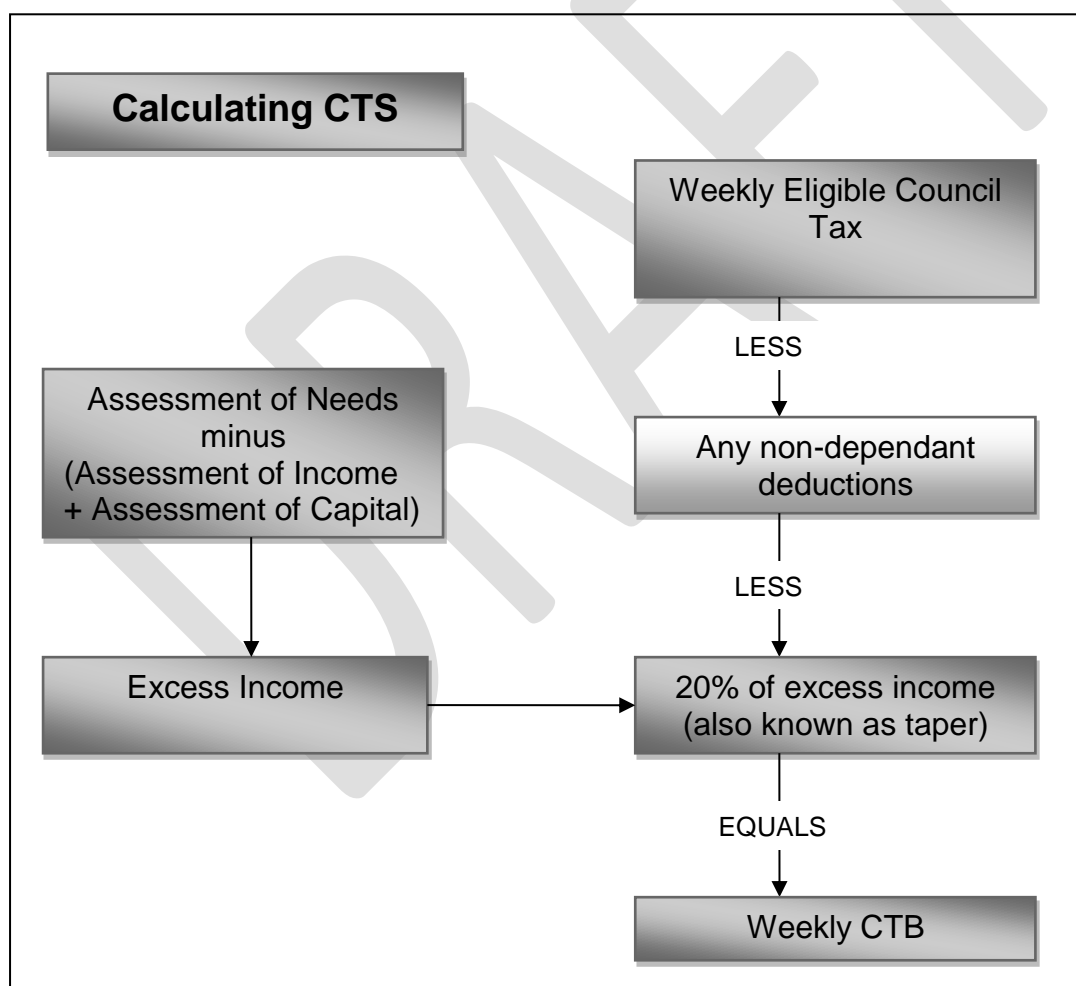 Calculating CTS
Weekly Eligible Council
Tax
LESS
Assessment of Needs
minus
(Assessment of Income
+ Assessment of Capital)
Any non-dependant
deductions
LESS
Excess Income
20% of excess income
(also known as taper)
EQUALS
Weekly CTB
DRAFT